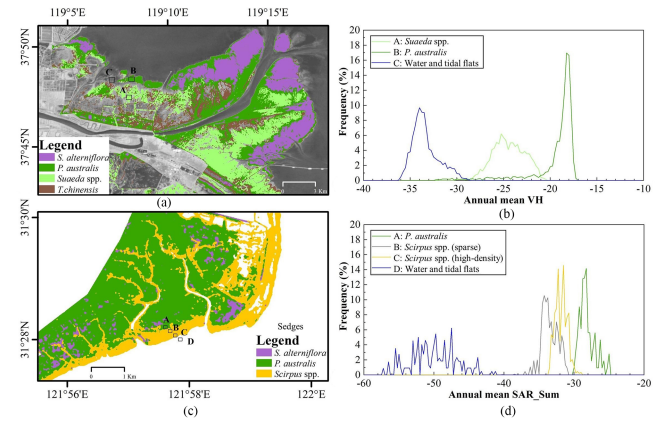 119°5'E 119°10'E 119°15'E
37°50'N
37°45'N
C B
A
Legend
S. alterniflora
P. australis
Suaeda spp.
T.chinensis
0 3 Km
(a)
Frequency (%)
20
18
16
14
12
10
8
6
4
2
0
A: Suaeda spp.
B: P. australis
C: Water and tidal flats
-40 -35 -30 -25 -20 -15 -10
Annual mean VH
(b)
31°30'N
31°28'N
A
B
C
D
Sedges
Legend
S. alterniflora
P. australis
Scirpus spp.
0 1 Km
121°56'E 121°58'E 122°E
(c)
Frequency (%)
20
18
16
14
12
10
8
6
4
2
0
A: P. australis
B: Scirpus spp. (sparse)
C: Scirpus spp. (high-density)
D: Water and tidal flats
-60 -50 -40 -30 -20
Annual mean SAR_Sum
(d)